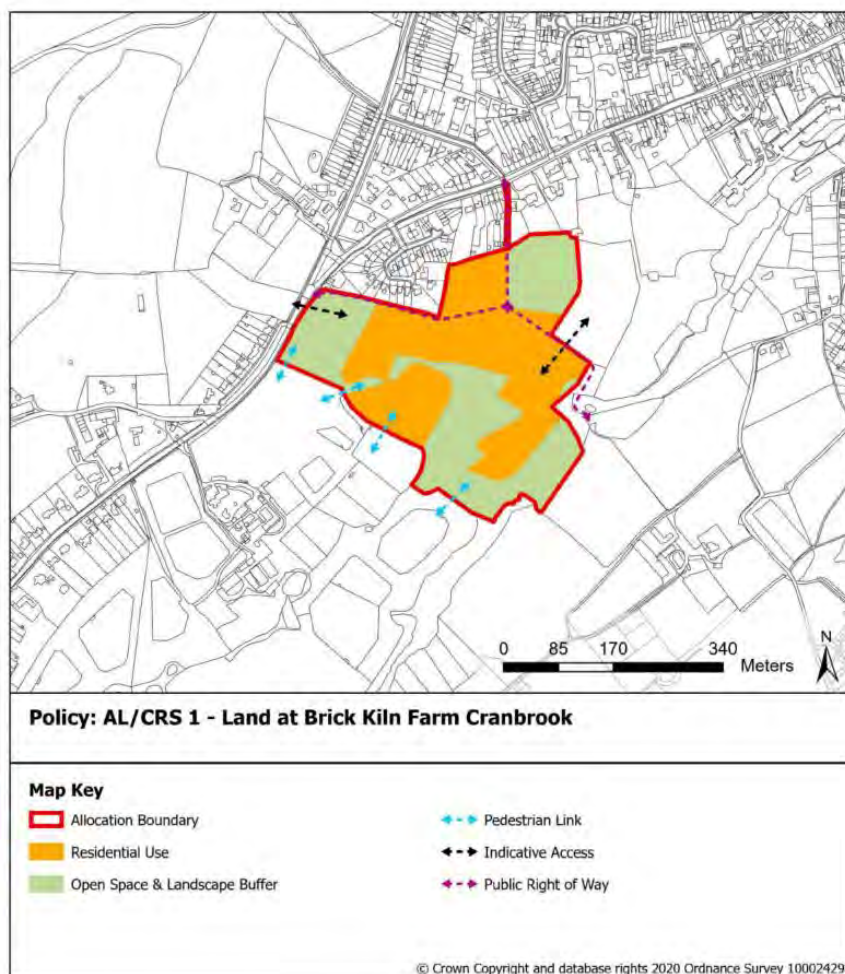 N
0 85 170 340
Meters
Policy: AL/CRS 1 - Land at Brick Kiln Farm Cranbrook
Map Key
Allocation Boundary
Residential Use
Open Space & Landscape Buffer
Pedestrian Link
Indicative Access
Public Right of Way
© Crown Copyright and database rights 2020 Ordnance Survey 10002429